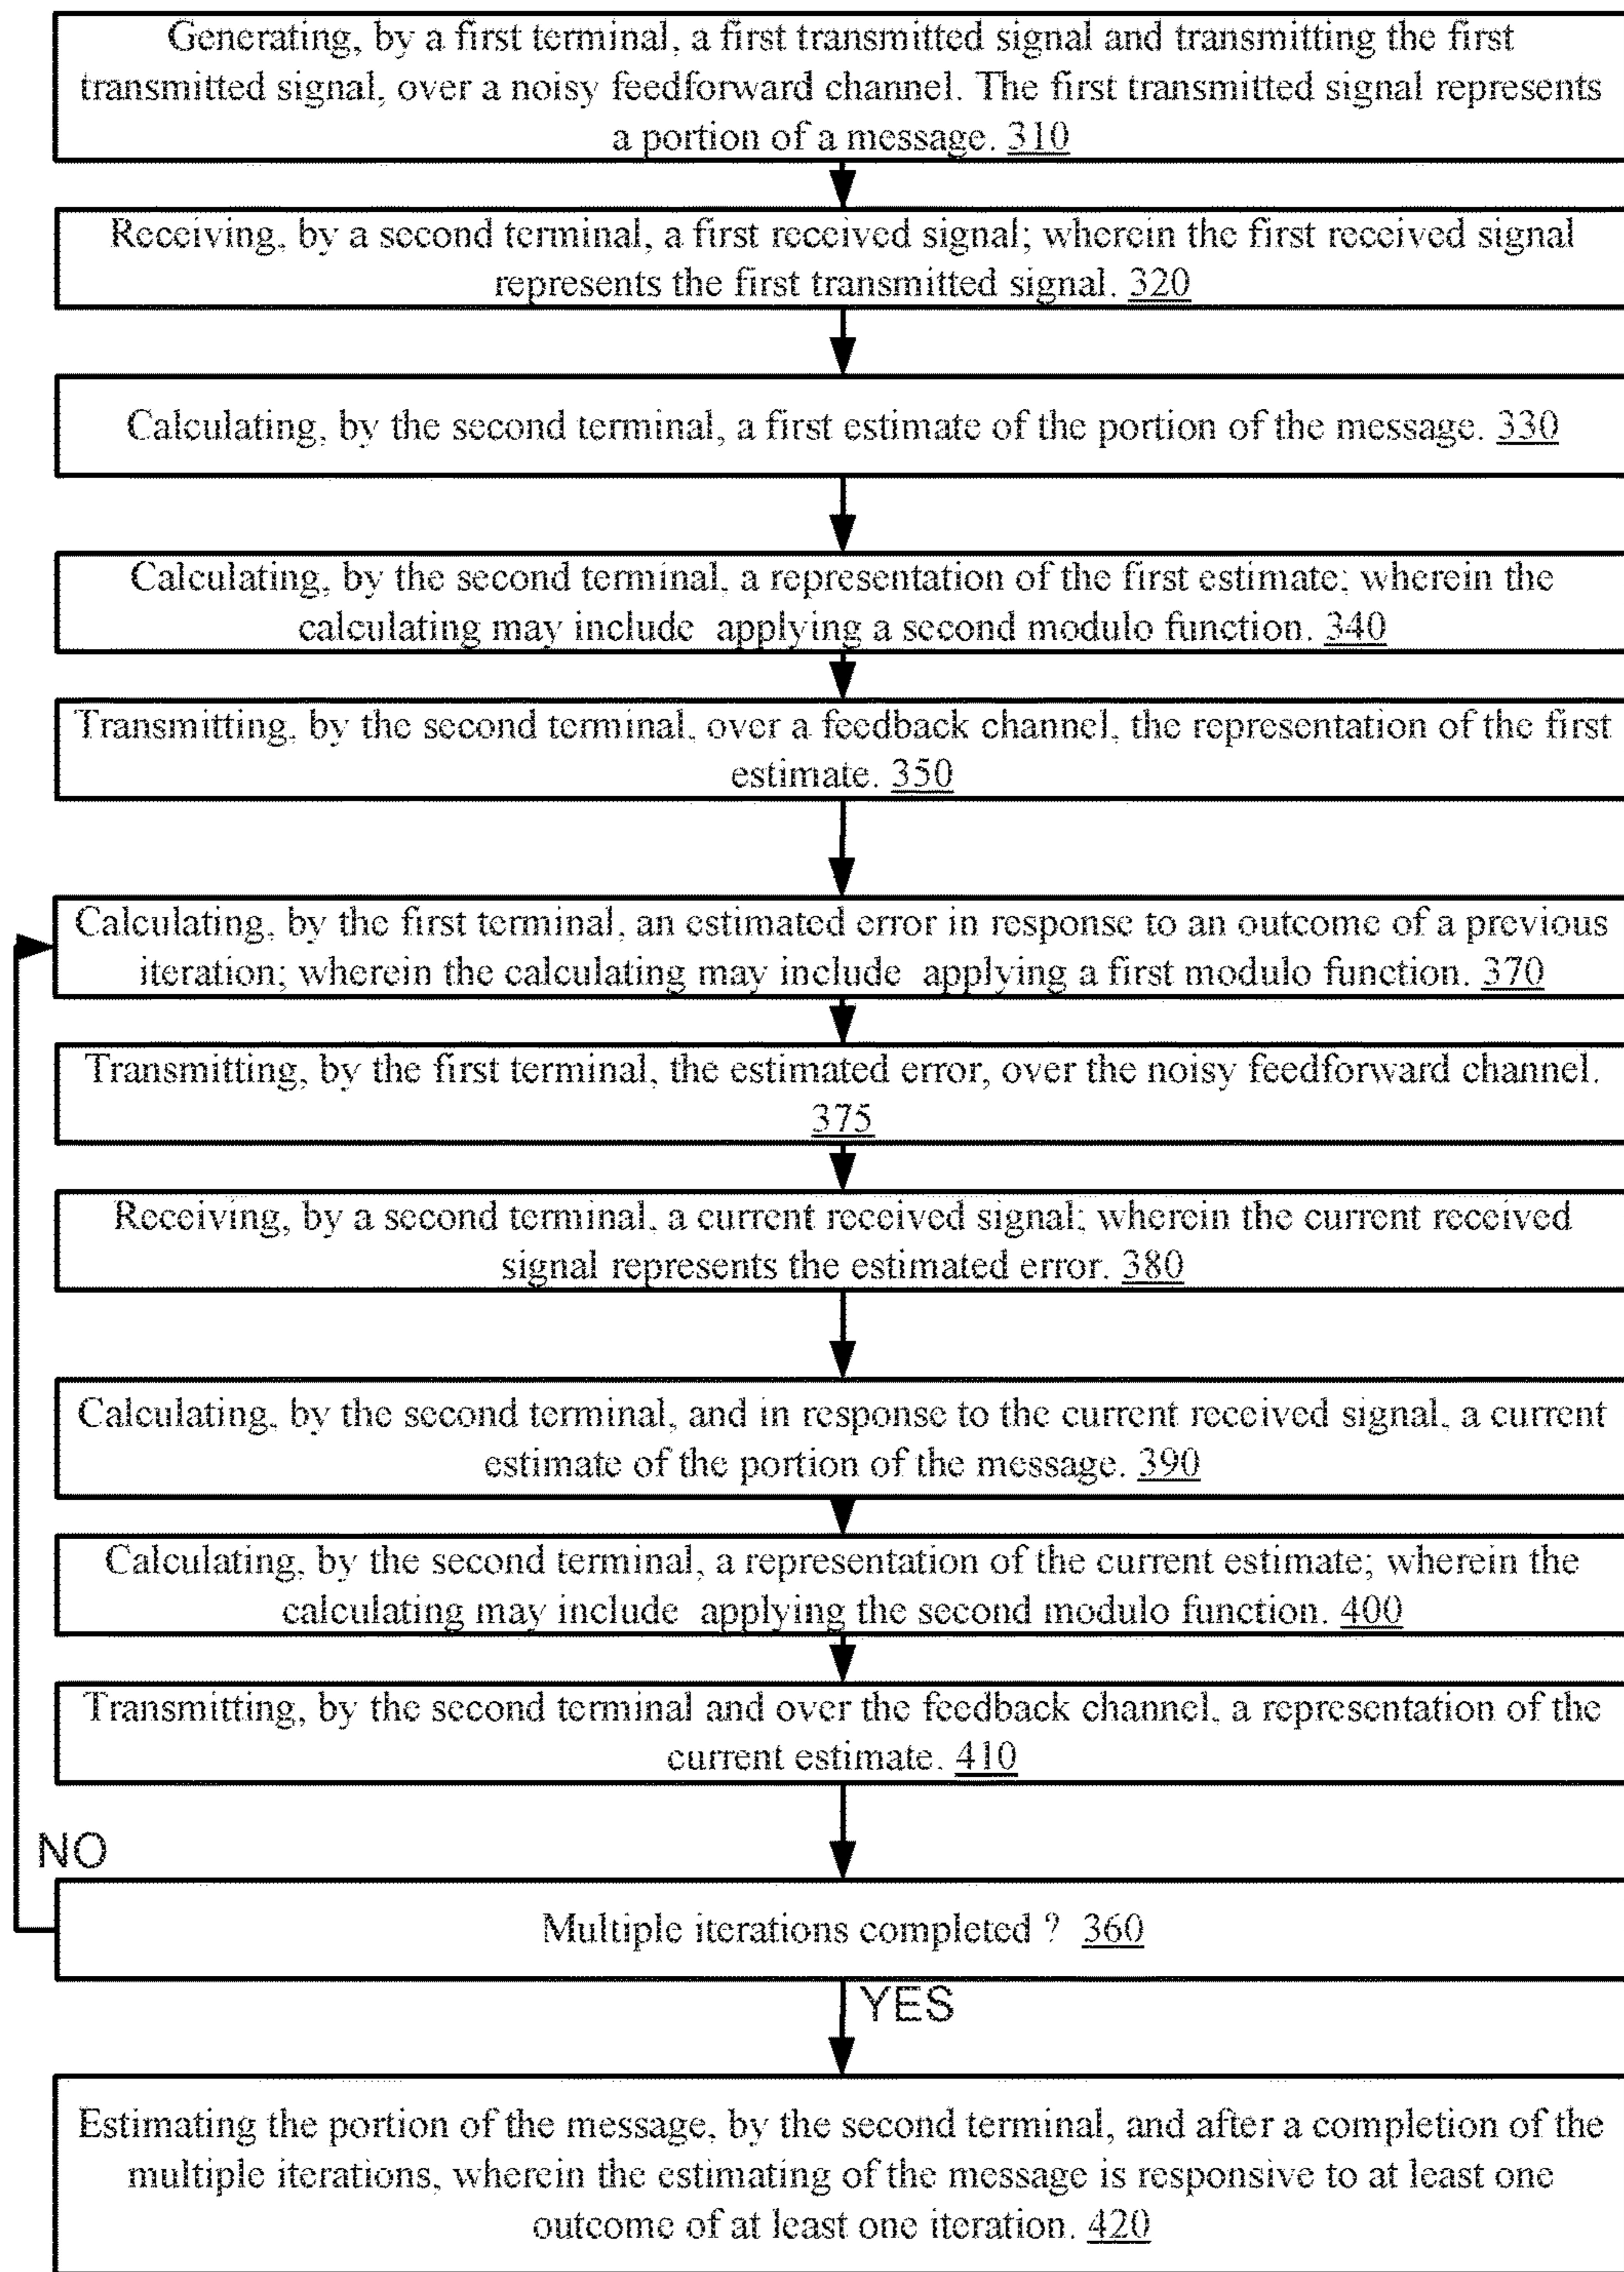 Generating, by a first terminal, a first transmitted signal and transmitting the first
transmitted signal, over a noisy feedforward channel. The first transmitted signal represents
a portion of a message. 310
Receiving, by a second terminal, a first received signal; wherein the first received signal
represents the first transmitted signal. 320
Calculating, by the second terminal, a first estimate of the portion of the message. 330
Calculating, by the second terminal, a representation of the first estimate; wherein the
calculating may include applying a second modulo function. 340
Transmitting, by the second terminal, over a feedback channel, the representation of the first
estimate. 350
Calculating, by the first terminal, an estimated error in response to an outcome of a previous
iteration; wherein the calculating may include applying a first modulo function. 370
Transmitting, by the first terminal, the estimated error, over the noisy feedforward channel.
375
Receiving, by a second terminal, a current received signal; wherein the current received
signal represents the estimated error. 380
Calculating, by the second terminal, and in response to the current received signal, a current
estimate of the portion of the message. 390
Calculating, by the second terminal, a representation of the current estimate; wherein the
calculating may include applying the second modulo function. 400
Transmitting, by the second terminal and over the feedback channel, a representation of the
current estimate. 410
NO
Multiple iterations completed ? 360
YES
Estimating the portion of the message, by the second terminal, and after a completion of the
multiple iterations, wherein the estimating of the message is responsive to at least one
outcome of at least one iteration. 420